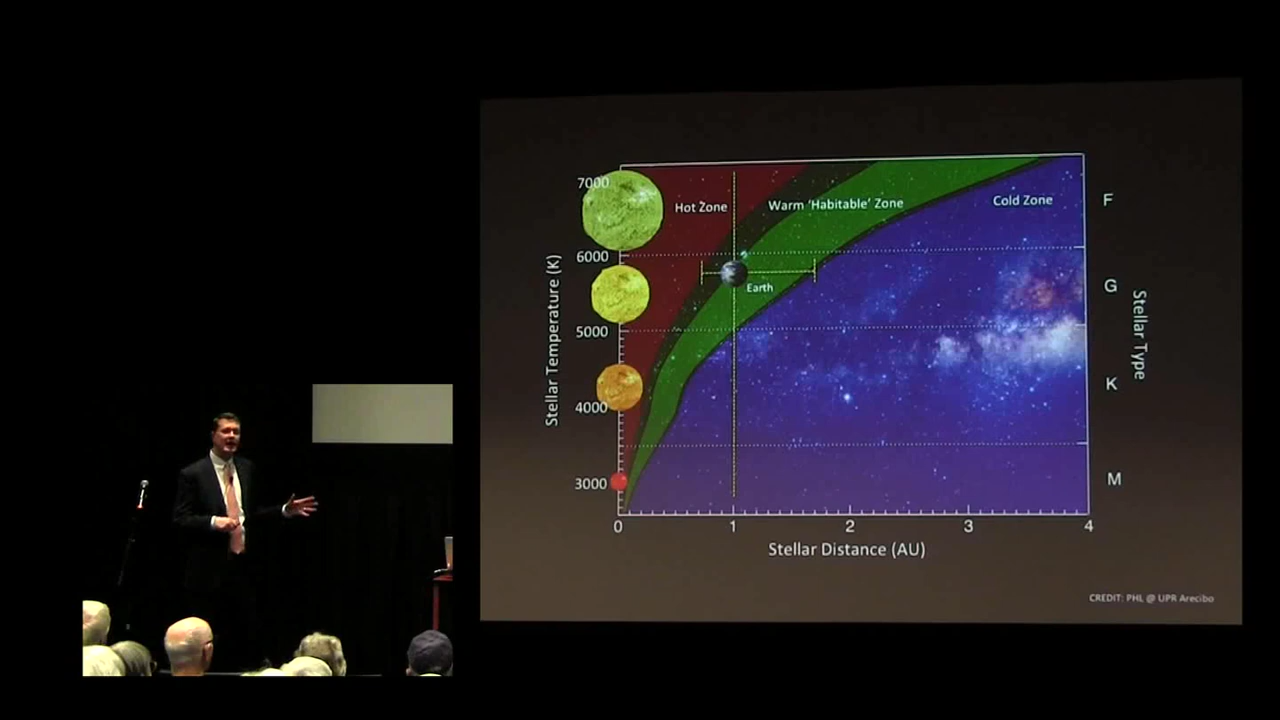 Stellar Temperature (K)
7000
6000
5000
4000
3000
Hot Zone
Warm 'Habitable' Zone
Cold Zone
Earth
F
G
K
M
Stellar Type
0 1 2 3 4
Stellar Distance (AU)
CREDIT: PHL @ UPR Arecibo